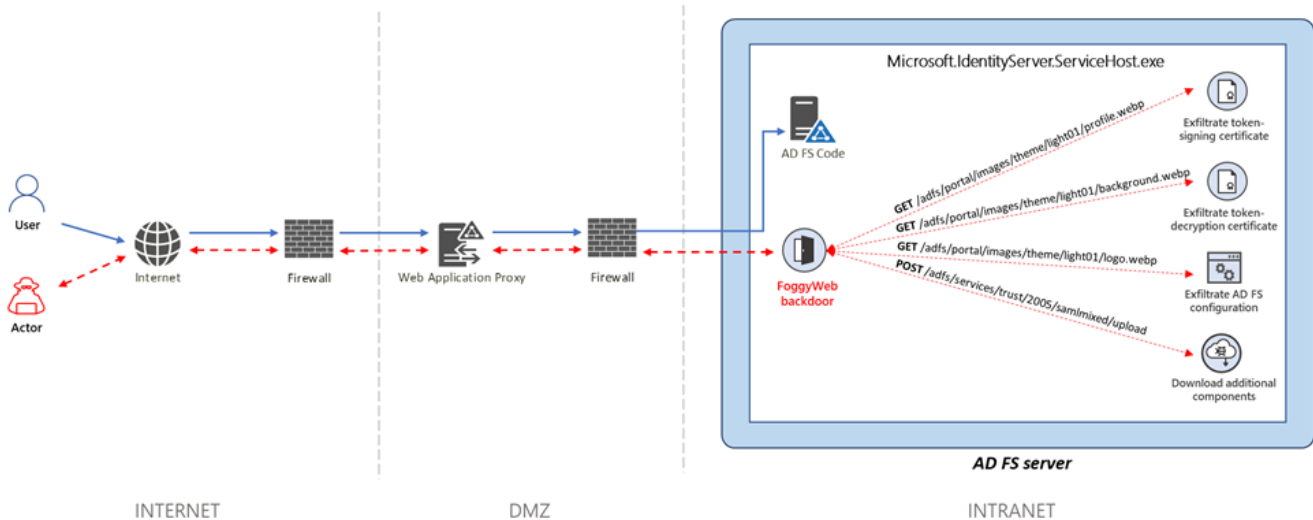 Microsoft.IdentityServer.ServiceHost.exe
User
Actor
Internet
Firewall
Web Application Proxy
Firewall
AD FS Code
FoggyWeb
backdoor
GET /adfs/portal/images/theme/light01/profile.webp
GET /adfs/portal/images/theme/light01/background.webp
GET /adfs/portal/images/theme/light01/logo.webp
POST /adfs/services/trust/2005/samlmixed/upload
Exfiltrate token-
signing certificate
Exfiltrate token-
decryption certificate
Exfiltrate AD FS
configuration
Download additional
components
AD FS server
INTERNET
DMZ
INTRANET